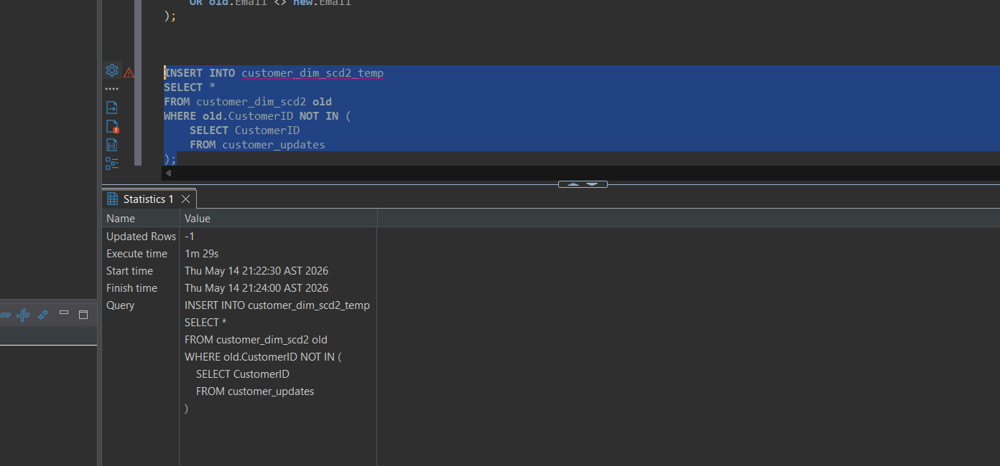 OR old.Email <> new.Email
);
INSERT INTO customer_dim_scd2_temp
SELECT *
FROM customer_dim_scd2 old
WHERE old.CustomerID NOT IN (
SELECT CustomerID
FROM customer_updates
);
Statistics 1
Name Value
Updated Rows -1
Execute time 1m 29s
Start time Thu May 14 21:22:30 AST 2026
Finish time Thu May 14 21:24:00 AST 2026
Query INSERT INTO customer_dim_scd2_temp
SELECT *
FROM customer_dim_scd2 old
WHERE old.CustomerID NOT IN (
SELECT CustomerID
FROM customer_updates
)